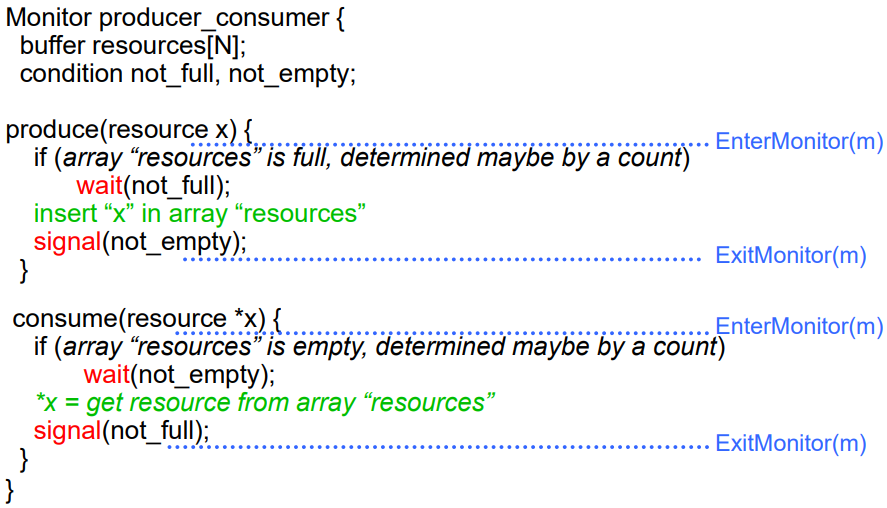 Monitor producer_consumer {
buffer resources[N];
condition not_full, not_empty;
produce(resource x) {
EnterMonitor(m)
if (array “resources” is full, determined maybe by a count)
wait(not_full);
insert “x” in array “resources”
signal(not_empty);
ExitMonitor(m)
}
consume(resource *x) {
EnterMonitor(m)
if (array “resources” is empty, determined maybe by a count)
wait(not_empty);
*x = get resource from array “resources”
signal(not_full);
ExitMonitor(m)
}
}